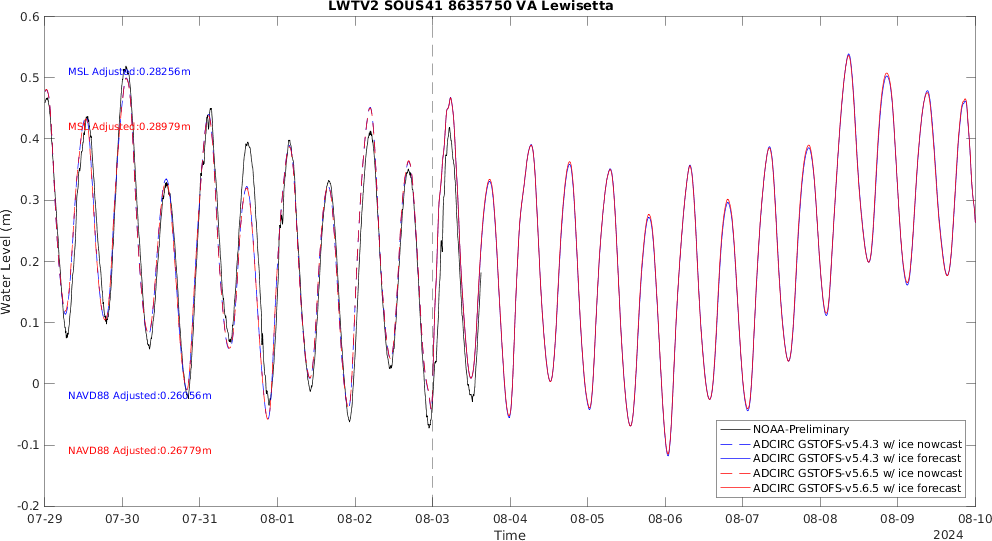 LWTV2 SOUS41 8635750 VA Lewisetta
0.6
0.5
0.4
0.3
0.2
0.1
0
-0.1
-0.2
Water Level (m)
MSL Adjusted:0.28256m
MSL Adjusted:0.28979m
NAVD88 Adjusted:0.26056m
NAVD88 Adjusted:0.26779m
NOAA-Preliminary
ADCIRC GSTOFS-v5.4.3 w/ ice nowcast
ADCIRC GSTOFS-v5.4.3 w/ ice forecast
ADCIRC GSTOFS-v5.6.5 w/ ice nowcast
ADCIRC GSTOFS-v5.6.5 w/ ice forecast
07-29 07-30 07-31 08-01 08-02 08-03 08-04 08-05 08-06 08-07 08-08 08-09 08-10
Time
2024